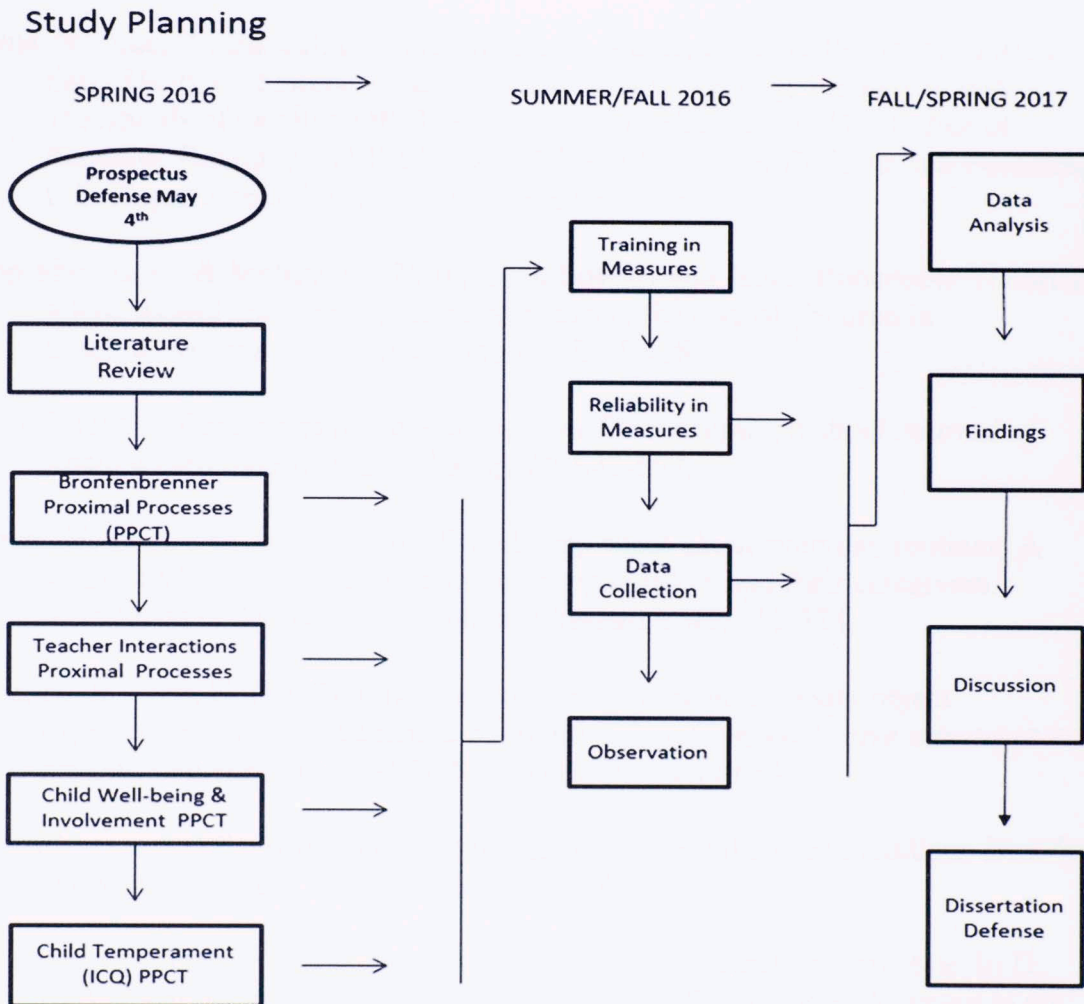 Study Planning
SPRING 2016
SUMMER/FALL 2016
FALL/SPRING 2017
Prospectus
Defense May
4th
Literature
Review
Bronfenbrenner
Proximal Processes
(PPCT)
Teacher Interactions
Proximal Processes
Child Well-being &
Involvement PPCT
Child Temperament
(ICQ) PPCT
Training in
Measures
Reliability in
Measures
Data
Collection
Observation
Data
Analysis
Findings
Discussion
Dissertation
Defense